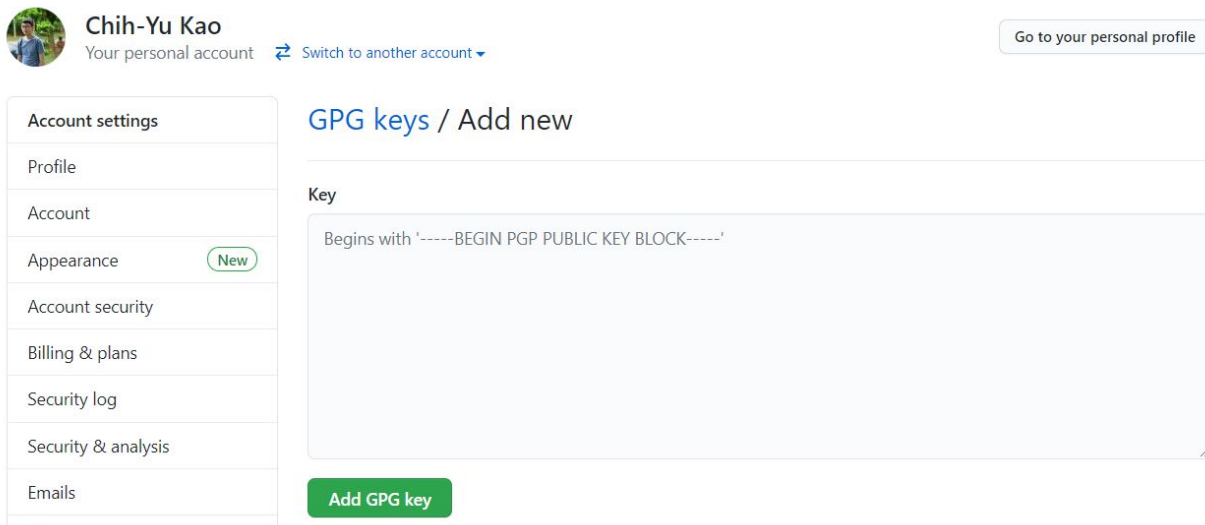 Chih-Yu Kao
Your personal account Switch to another account
Go to your personal profile
Account settings
Profile
Account
Appearance New
Account security
Billing & plans
Security log
Security & analysis
Emails
GPG keys / Add new
Key
Begins with '-----BEGIN PGP PUBLIC KEY BLOCK-----'
Add GPG key